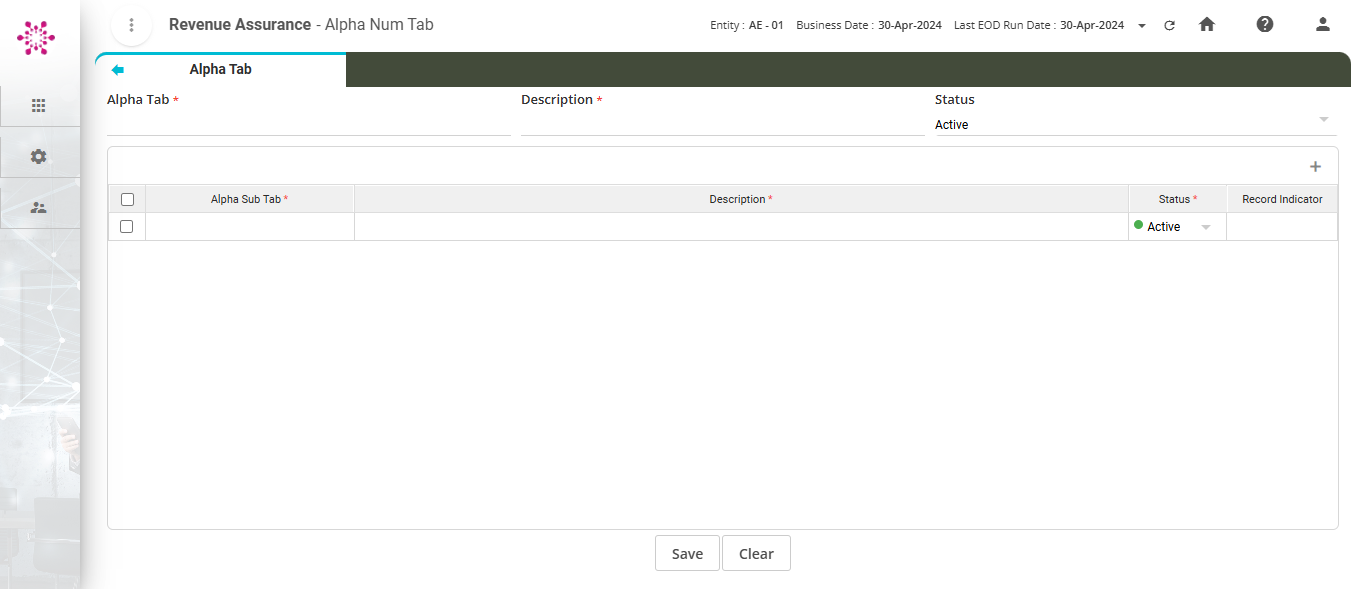 Revenue Assurance - Alpha Num Tab
Entity : AE - 01 Business Date : 30-Apr-2024 Last EOD Run Date : 30-Apr-2024
Alpha Tab
Alpha Tab * Description * Status
Active
Alpha Sub Tab * Description * Status * Record Indicator
Active
Save Clear